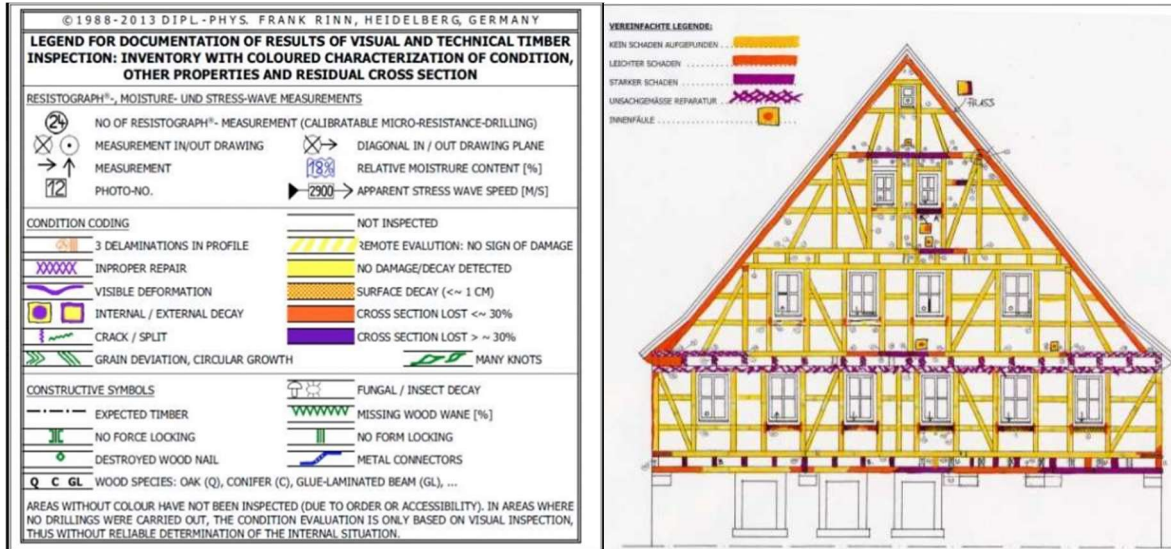 ©1988-2013 DIPL.-PHYS. FRANK RINN, HEIDELBERG, GERMANY
LEGEND FOR DOCUMENTATION OF RESULTS OF VISUAL AND TECHNICAL TIMBER
INSPECTION: INVENTORY WITH COLOURED CHARACTERIZATION OF CONDITION,
OTHER PROPERTIES AND RESIDUAL CROSS SECTION
RESISTOGRAPH®-, MOISTURE- UND STRESS-WAVE MEASUREMENTS
24 NO OF RESISTOGRAPH®- MEASUREMENT (CALIBRATABLE MICRO-RESISTANCE-DRILLING)
MEASUREMENT IN/OUT DRAWING
DIAGONAL IN / OUT DRAWING PLANE
MEASUREMENT
18% RELATIVE MOISTRURE CONTENT [%]
12 PHOTO-NO.
2900 APPARENT STRESS WAVE SPEED [M/S]
CONDITION CODING
NOT INSPECTED
3 DELAMINATIONS IN PROFILE
REMOTE EVALUTION: NO SIGN OF DAMAGE
INPROPER REPAIR
NO DAMAGE/DECAY DETECTED
VISIBLE DEFORMATION
SURFACE DECAY (<~ 1 CM)
INTERNAL / EXTERNAL DECAY
CROSS SECTION LOST <~ 30%
CRACK / SPLIT
CROSS SECTION LOST > ~ 30%
GRAIN DEVIATION, CIRCULAR GROWTH
MANY KNOTS
CONSTRUCTIVE SYMBOLS
FUNGAL / INSECT DECAY
EXPECTED TIMBER
MISSING WOOD WANE [%]
NO FORCE LOCKING
NO FORM LOCKING
DESTROYED WOOD NAIL
METAL CONNECTORS
Q C GL WOOD SPECIES: OAK (Q), CONIFER (C), GLUE-LAMINATED BEAM (GL), ...
AREAS WITHOUT COLOUR HAVE NOT BEEN INSPECTED (DUE TO ORDER OR ACCESSIBILITY). IN AREAS WHERE
NO DRILLINGS WERE CARRIED OUT, THE CONDITION EVALUATION IS ONLY BASED ON VISUAL INSPECTION,
THUS WITHOUT RELIABLE DETERMINATION OF THE INTERNAL SITUATION.
VEREINFACHTE LEGENDE:
KEIN SCHADEN AUFGEFUNDEN
LEICHTER SCHADEN
STARKER SCHADEN
UNSACHGEMÄSSE REPARATUR
INNENFÄULE